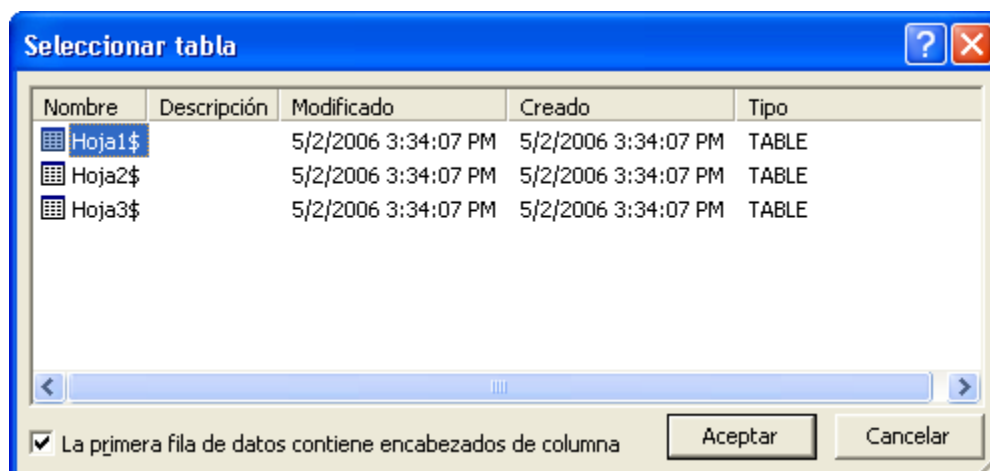 Seleccionar tabla
Nombre Descripción Modificado Creado Tipo
Hoja1$ 5/2/2006 3:34:07 PM 5/2/2006 3:34:07 PM TABLE
Hoja2$ 5/2/2006 3:34:07 PM 5/2/2006 3:34:07 PM TABLE
Hoja3$ 5/2/2006 3:34:07 PM 5/2/2006 3:34:07 PM TABLE
La primera fila de datos contiene encabezados de columna Aceptar Cancelar